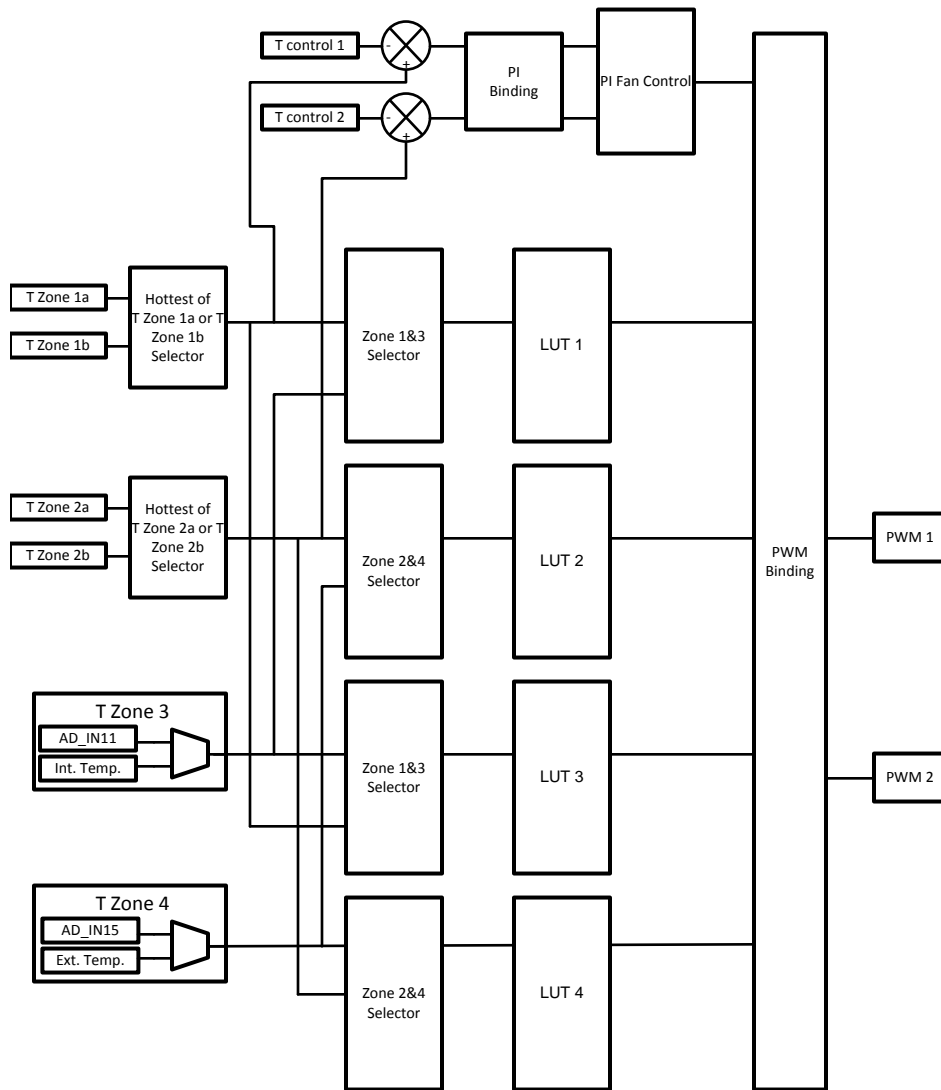 T control 1
-
+
PI
Binding
PI Fan Control
T control 2
-
+
T Zone 1a
T Zone 1b
Hottest of
T Zone 1a or T
Zone 1b
Selector
Zone 1&3
Selector
LUT 1
T Zone 2a
T Zone 2b
Hottest of
T Zone 2a or T
Zone 2b
Selector
Zone 2&4
Selector
LUT 2
PWM
Binding
PWM 1
T Zone 3
AD_IN11
Int. Temp.
Zone 1&3
Selector
LUT 3
PWM 2
T Zone 4
AD_IN15
Ext. Temp.
Zone 2&4
Selector
LUT 4